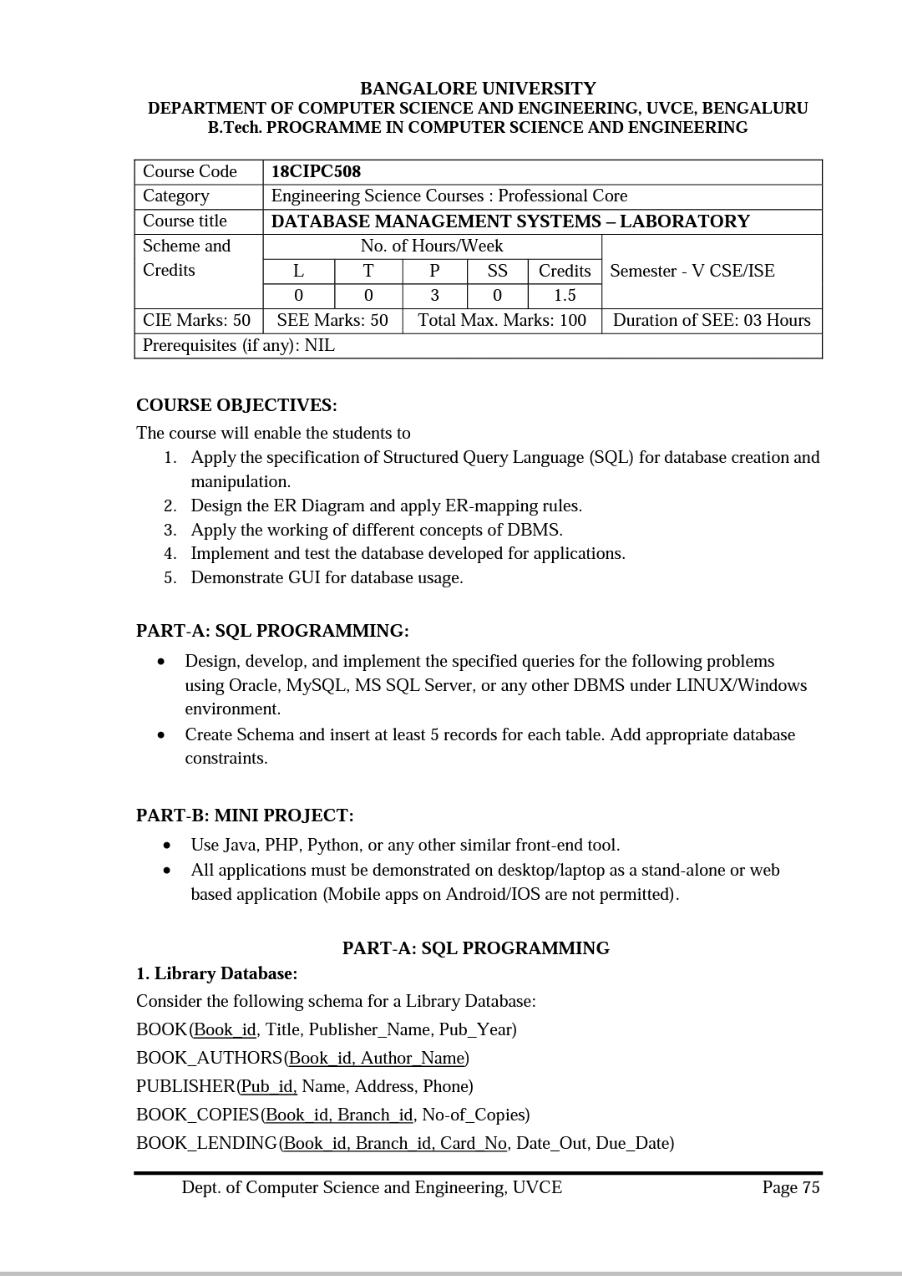 BANGALORE UNIVERSITY
DEPARTMENT OF COMPUTER SCIENCE AND ENGINEERING, UVCE, BENGALURU
B.Tech. PROGRAMME IN COMPUTER SCIENCE AND ENGINEERING
Course Code 18CIPC508
Category Engineering Science Courses : Professional Core
Course title DATABASE MANAGEMENT SYSTEMS – LABORATORY
Scheme and No. of Hours/Week
Credits L T P SS Credits Semester - V CSE/ISE
0 0 3 0 1.5
CIE Marks: 50 SEE Marks: 50 Total Max. Marks: 100 Duration of SEE: 03 Hours
Prerequisites (if any): NIL
COURSE OBJECTIVES:
The course will enable the students to
1. Apply the specification of Structured Query Language (SQL) for database creation and
manipulation.
2. Design the ER Diagram and apply ER-mapping rules.
3. Apply the working of different concepts of DBMS.
4. Implement and test the database developed for applications.
5. Demonstrate GUI for database usage.
PART-A: SQL PROGRAMMING:
• Design, develop, and implement the specified queries for the following problems
using Oracle, MySQL, MS SQL Server, or any other DBMS under LINUX/Windows
environment.
• Create Schema and insert at least 5 records for each table. Add appropriate database
constraints.
PART-B: MINI PROJECT:
• Use Java, PHP, Python, or any other similar front-end tool.
• All applications must be demonstrated on desktop/laptop as a stand-alone or web
based application (Mobile apps on Android/IOS are not permitted).
PART-A: SQL PROGRAMMING
1. Library Database:
Consider the following schema for a Library Database:
BOOK(Book_id, Title, Publisher_Name, Pub_Year)
BOOK_AUTHORS(Book_id, Author_Name)
PUBLISHER(Pub_id, Name, Address, Phone)
BOOK_COPIES(Book_id, Branch_id, No-of_Copies)
BOOK_LENDING(Book_id, Branch_id, Card_No, Date_Out, Due_Date)
Dept. of Computer Science and Engineering, UVCE Page 75